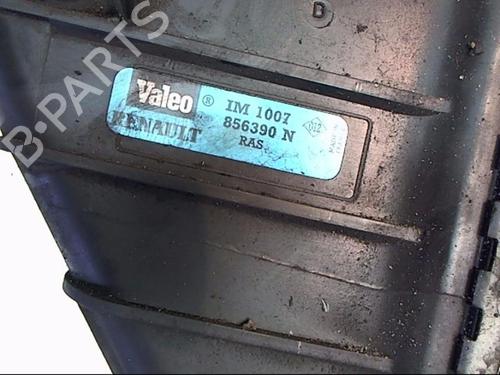 B-PARTS
D
Valeo ® IM 1007
RENAULT 856390 N
RAS